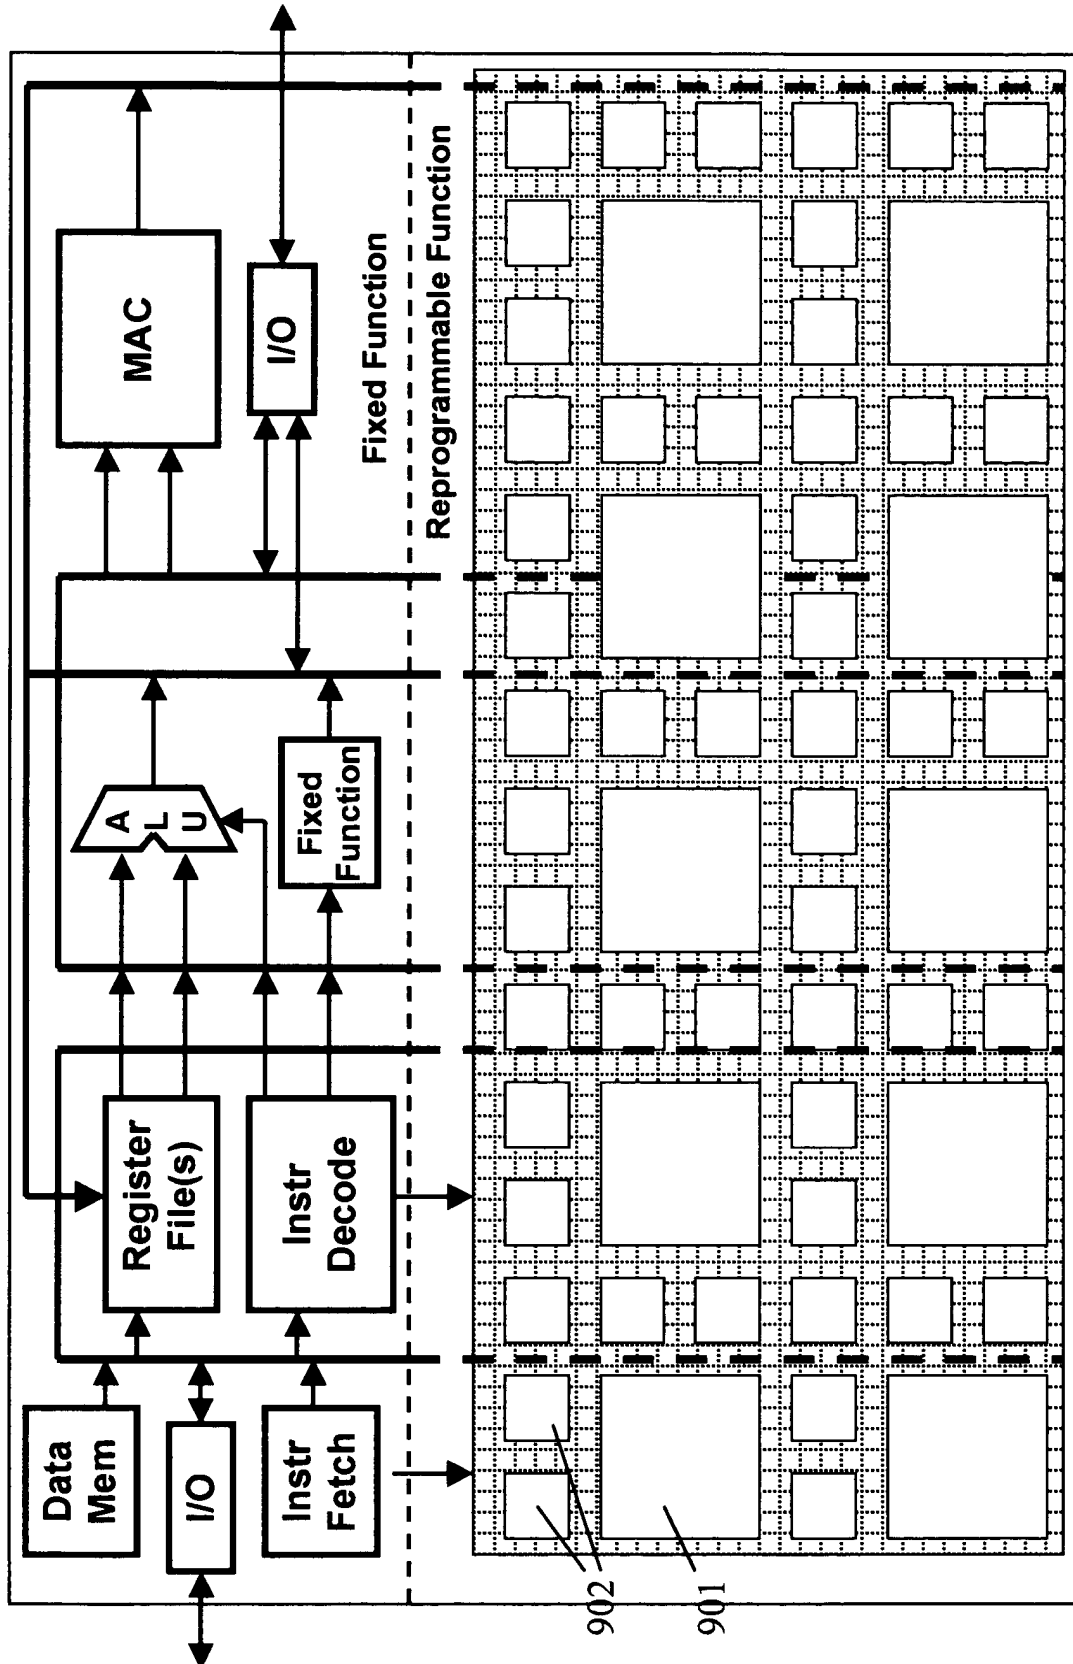 Data
Mem
I/O
Instr
Fetch
Register
File(s)
Instr
Decode
A
L
U
Fixed
Function
MAC
I/O
Fixed Function
Reprogrammable Function
902
901